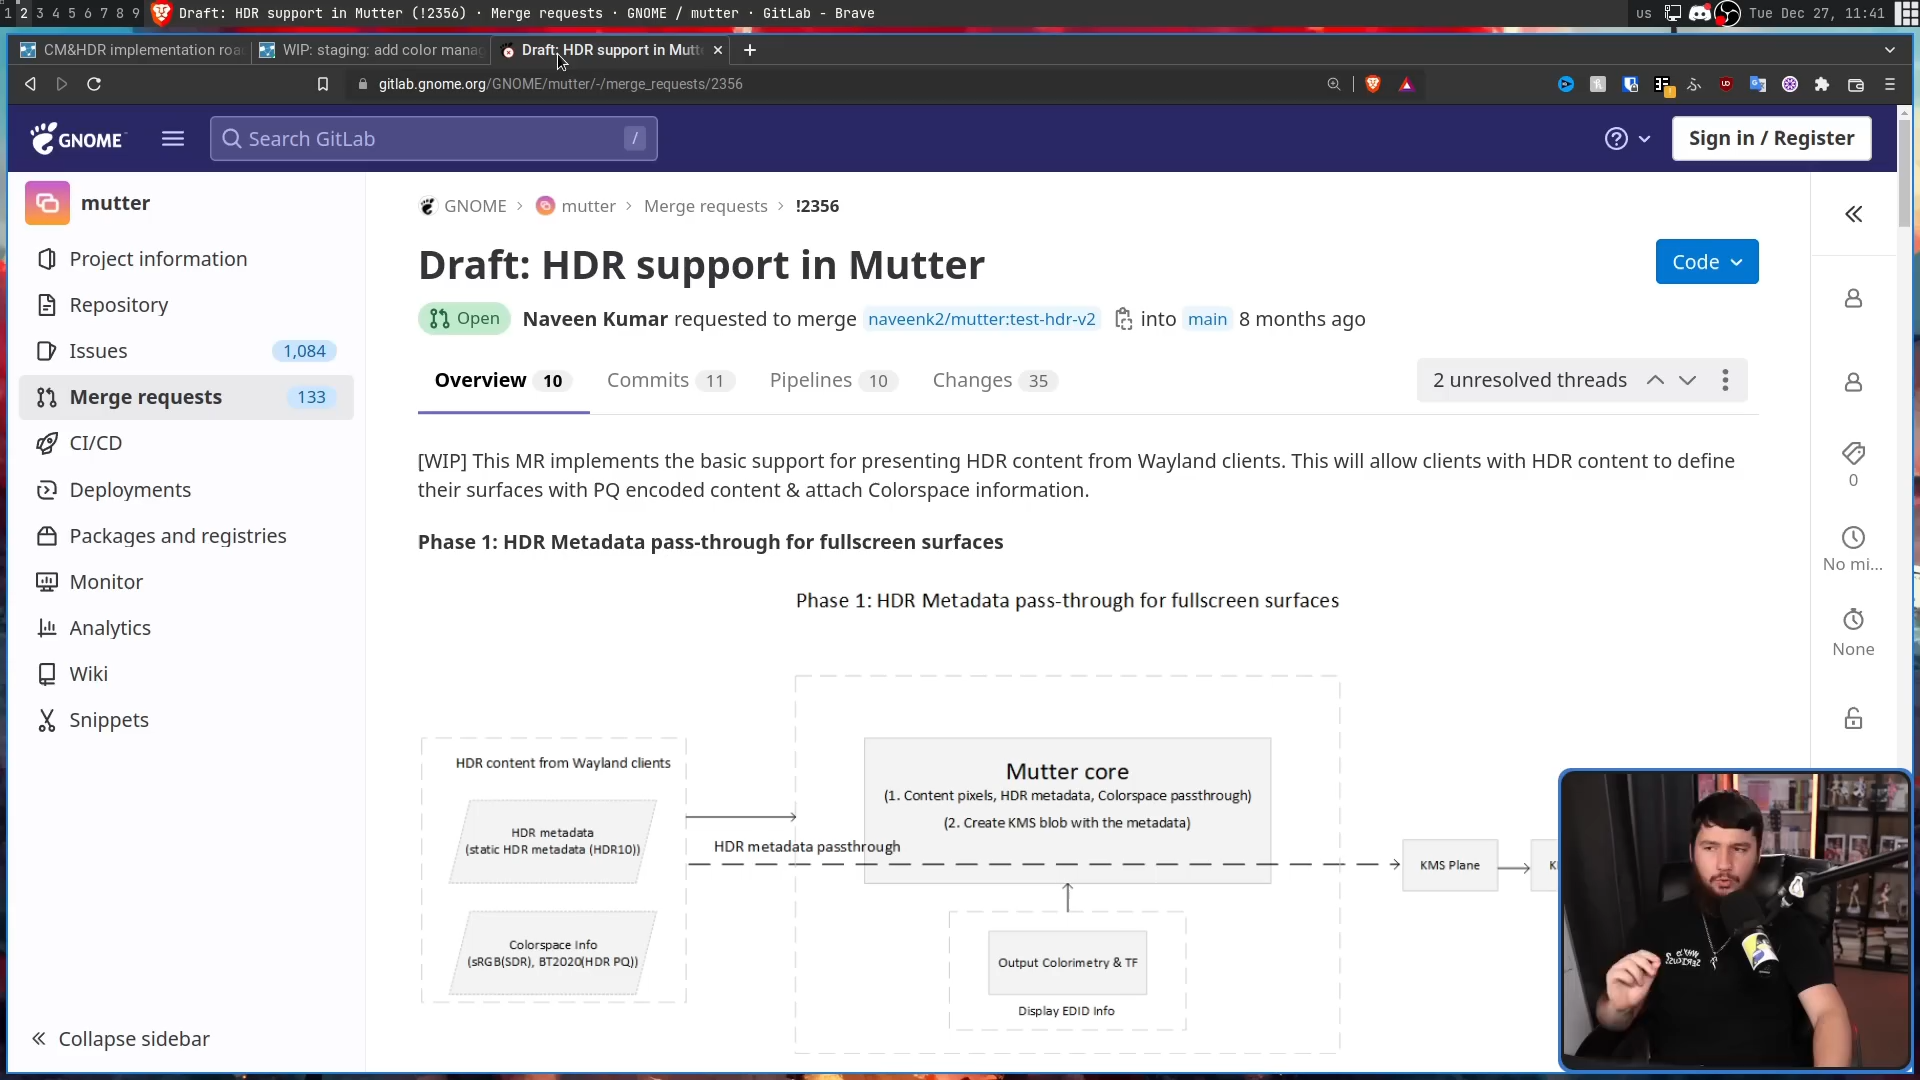 1 2 3 4 5 6 7 8 9 Draft: HDR support in Mutter (!2356) · Merge requests · GNOME / mutter · GitLab - Brave
us Tue Dec 27, 11:41
CM&HDR implementation roa
WIP: staging: add color manag
Draft: HDR support in Mutt
gitlab.gnome.org/GNOME/mutter/-/merge_requests/2356
GNOME
Search GitLab /
Sign in / Register
mutter
Project information
Repository
Issues 1,084
Merge requests 133
CI/CD
Deployments
Packages and registries
Monitor
Analytics
Wiki
Snippets
Collapse sidebar
GNOME > mutter > Merge requests > !2356
Draft: HDR support in Mutter
Code
Open Naveen Kumar requested to merge naveenk2/mutter:test-hdr-v2 into main 8 months ago
Overview 10 Commits 11 Pipelines 10 Changes 35
2 unresolved threads
[WIP] This MR implements the basic support for presenting HDR content from Wayland clients. This will allow clients with HDR content to define
their surfaces with PQ encoded content & attach Colorspace information.
Phase 1: HDR Metadata pass-through for fullscreen surfaces
Phase 1: HDR Metadata pass-through for fullscreen surfaces
HDR content from Wayland clients
HDR metadata
(static HDR metadata (HDR10))
Colorspace Info
(sRGB(SDR), BT2020(HDR PQ))
HDR metadata passthrough
Mutter core
(1. Content pixels, HDR metadata, Colorspace passthrough)
(2. Create KMS blob with the metadata)
Output Colorimetry & TF
Display EDID Info
KMS Plane
K
0
No mi...
None